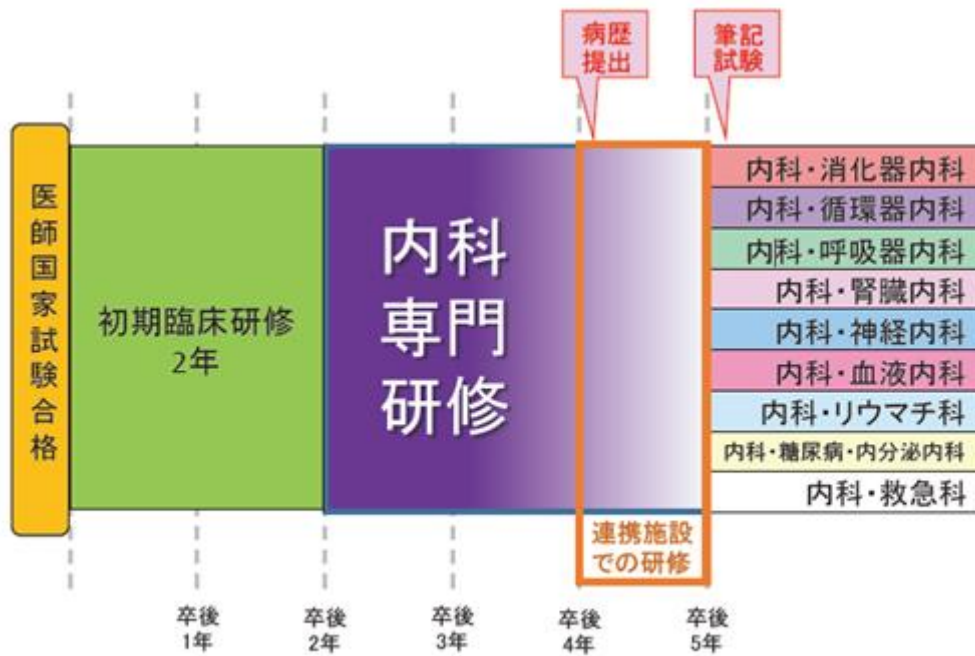 病歴
提出
筆記
試験
医師国家試験合格
初期臨床研修
2年
内科
専門
研修
内科・消化器内科
内科・循環器内科
内科・呼吸器内科
内科・腎臓内科
内科・神経内科
内科・血液内科
内科・リウマチ科
内科・糖尿病・内分泌内科
内科・救急科
連携施設
での研修
卒後
1年
卒後
2年
卒後
3年
卒後
4年
卒後
5年